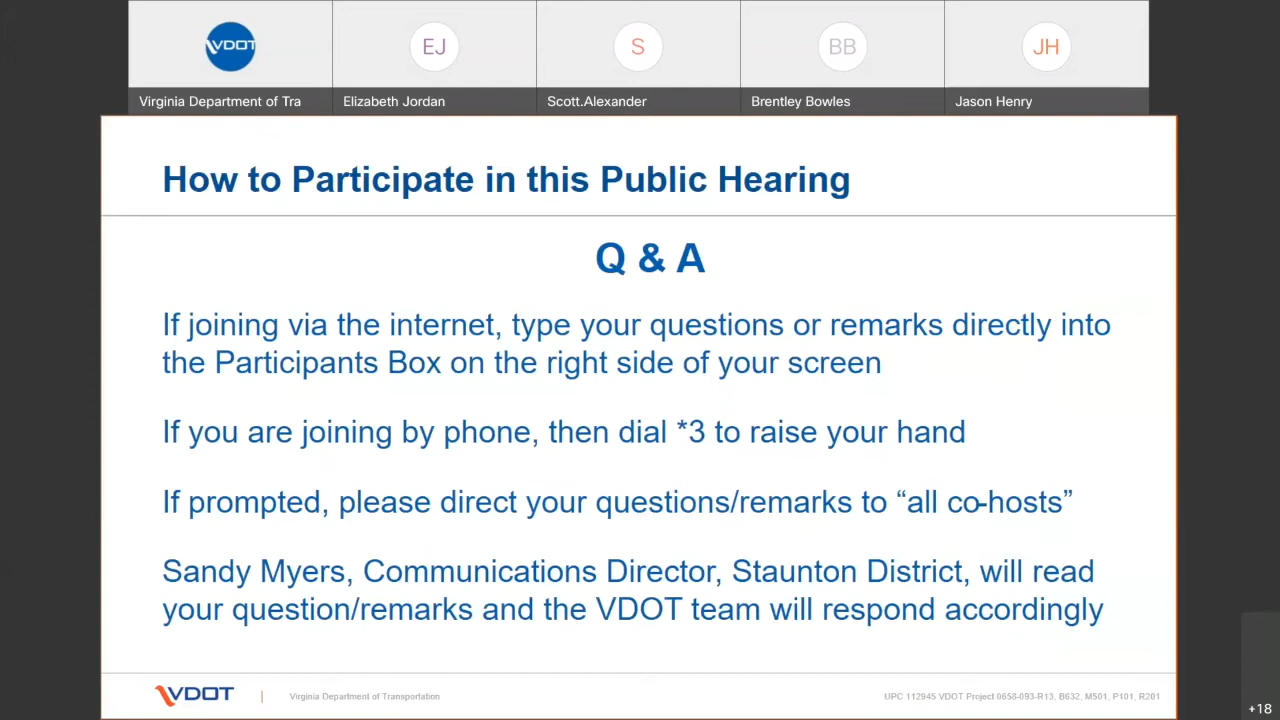 VDOT
EJ
S
BB
JH
Virginia Department of Tra
Elizabeth Jordan
Scott.Alexander
Brentley Bowles
Jason Henry
How to Participate in this Public Hearing
Q & A
If joining via the internet, type your questions or remarks directly into
the Participants Box on the right side of your screen
If you are joining by phone, then dial *3 to raise your hand
If prompted, please direct your questions/remarks to “all co-hosts”
Sandy Myers, Communications Director, Staunton District, will read
your question/remarks and the VDOT team will respond accordingly
VDOT | Virginia Department of Transportation
UPC 112945 VDOT Project 0658-093-R13, B632, M501, P101, R201
+18